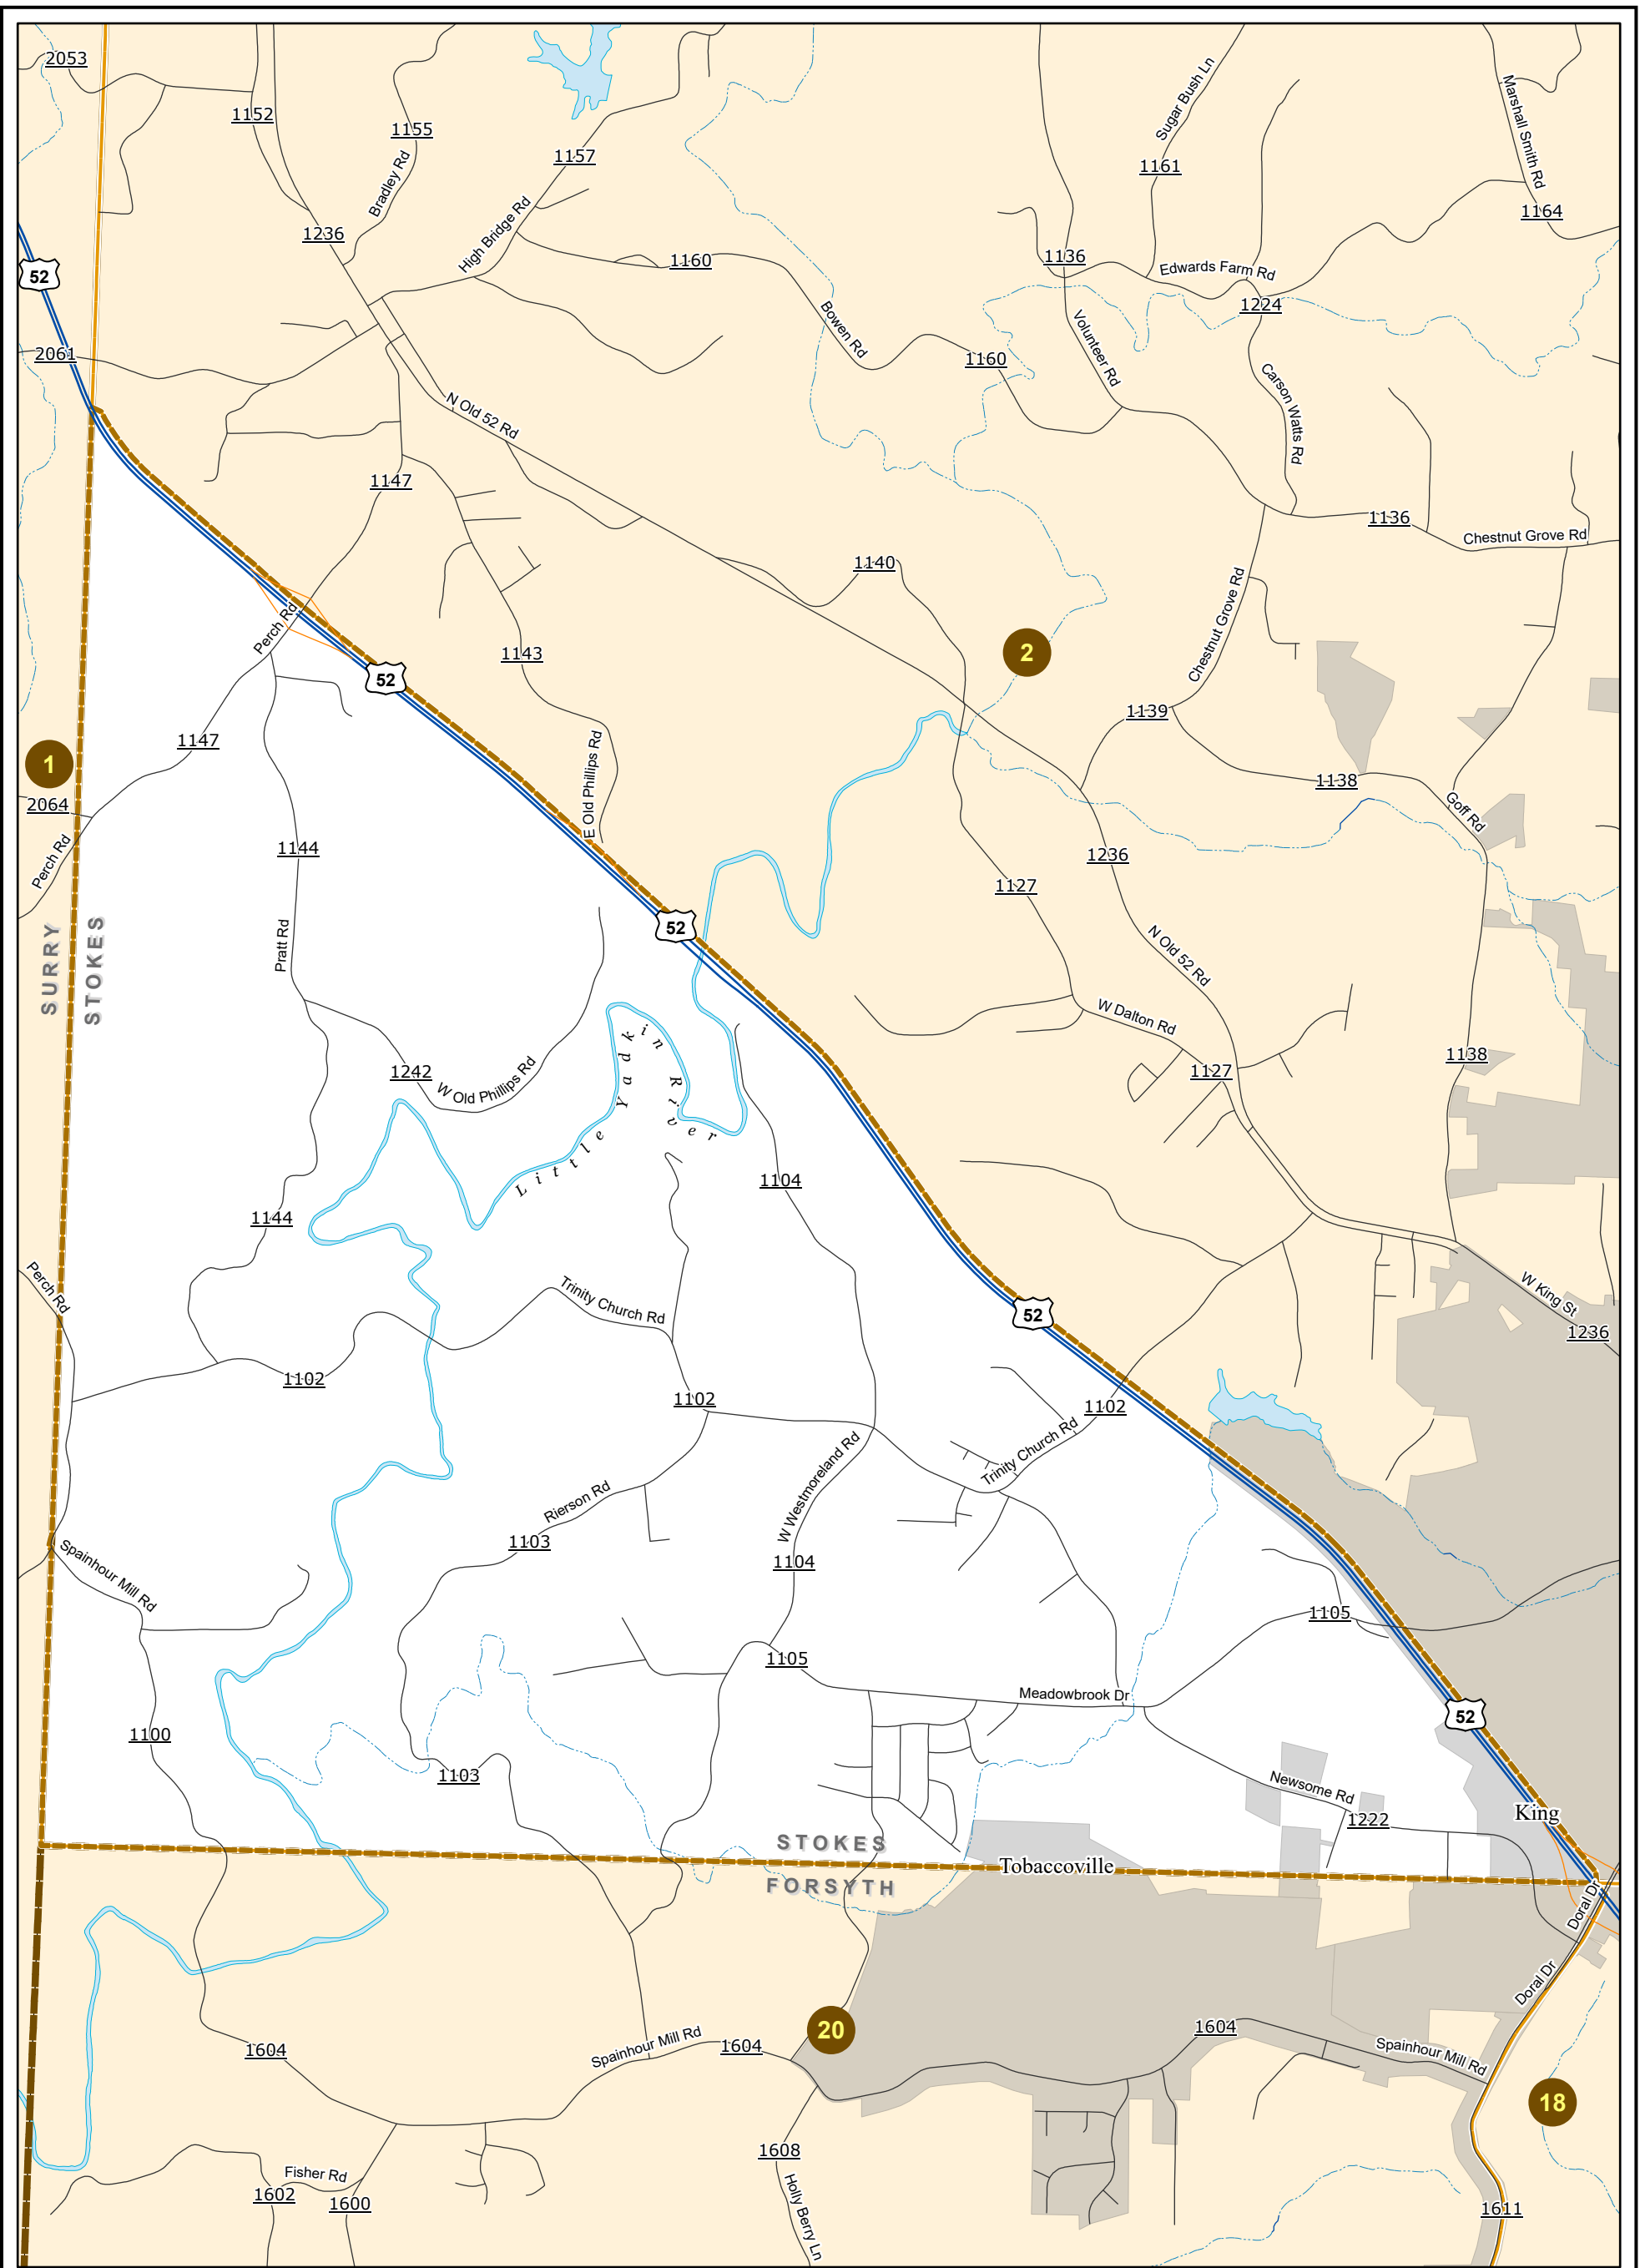 2053
1152
1155
Bradley Rd
1157
Sugar Bush Ln
1161
Marshall Smith Rd
1164
1236
High Bridge Rd
1160
1136
Edwards Farm Rd
1224
52
2061
Bowen Rd
1160
Volunteer Rd
Carson Watts Rd
N Old 52 Rd
1147
1136
Chestnut Grove Rd
1140
Chestnut Grove Rd
Perch Rd
1143
2
52
1139
1147
E Old Phillips Rd
1
1138
2064
Goff Rd
Perch Rd
1144
1236
1127
52
Pratt Rd
SURRY
STOKES
N Old 52 Rd
W Dalton Rd
1138
1242
W Old Phillips Rd
Little Yadkin River
1127
1104
1144
Perch Rd
Trinity Church Rd
52
W King St
1236
1102
1102
1102
Trinity Church Rd
W Westmoreland Rd
Rierson Rd
1103
1104
Spainhour Mill Rd
1105
1105
Meadowbrook Dr
52
1100
1103
Newsome Rd
1222
King
STOKES
Tobaccoville
FORSYTH
Doral Dr
Doral Dr
20
1604
1604
1604
Spainhour Mill Rd
Spainhour Mill Rd
18
1608
Fisher Rd
1602
1600
Holly Berry Ln
1611